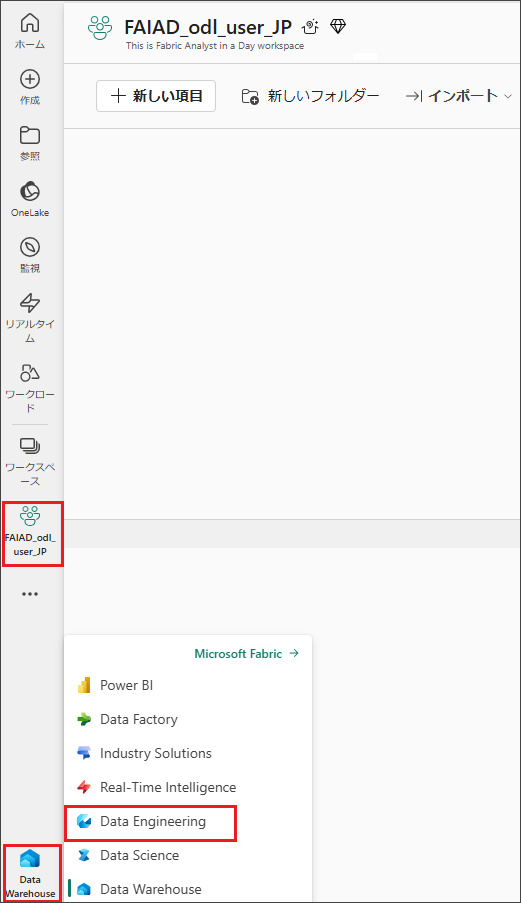 ホーム
作成
参照
OneLake
監視
リアルタイ
ム
ワークロー
ド
ワークスペ
ース
FAIAD_odl_
user_JP
Data
Warehouse
FAIAD_odl_user_JP
This is Fabric Analyst in a Day workspace
新しい項目
新しいフォルダー
インポート
Microsoft Fabric
Power BI
Data Factory
Industry Solutions
Real-Time Intelligence
Data Engineering
Data Science
Data Warehouse